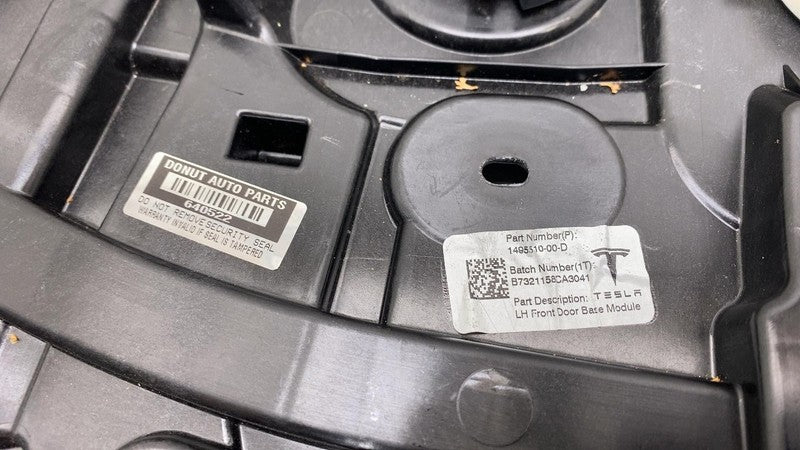 DONUT AUTO PARTS
640522
DO NOT REMOVE SECURITY SEAL
WARRANTY INVALID IF SEAL IS TAMPERED
Part Number(P):
1495510-00-D
Batch Number(1T):
B7321158CA3041
Part Description: TESLA
LH Front Door Base Module